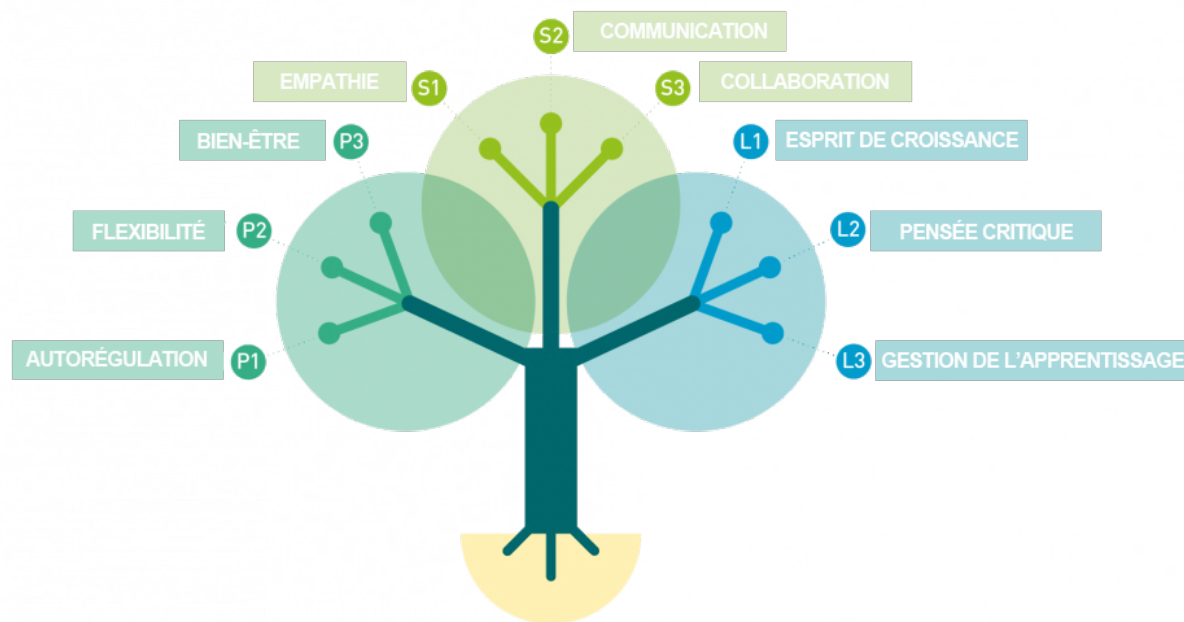 S2 COMMUNICATION
EMPATHIE S1
S3 COLLABORATION
BIEN-ÊTRE P3
L1 ESPRIT DE CROISSANCE
FLEXIBILITÉ P2
L2 PENSÉE CRITIQUE
AUTORÉGULATION P1
L3 GESTION DE L'APPRENTISSAGE